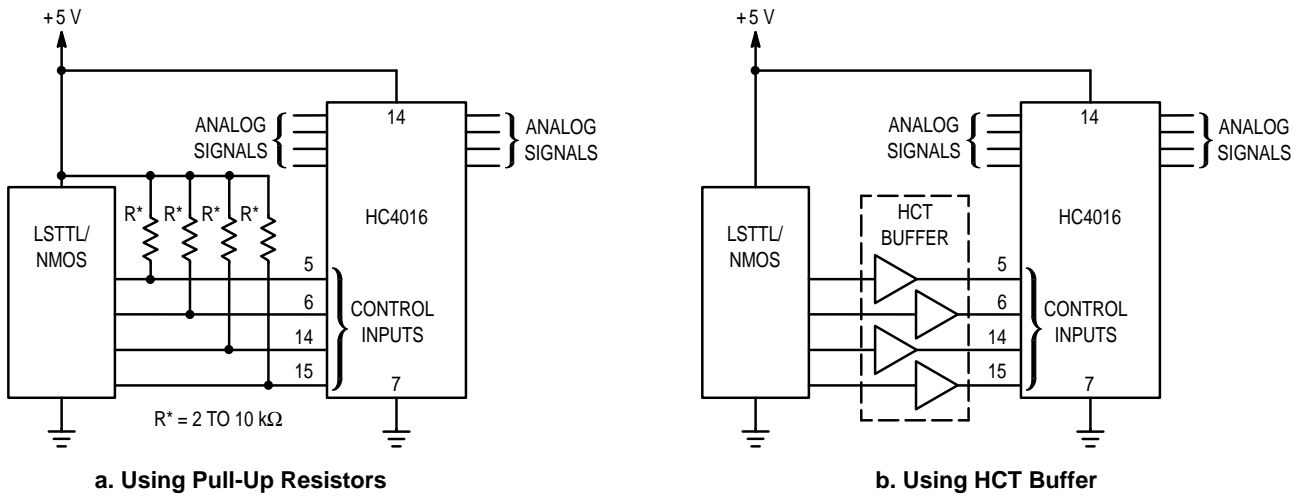 +5 V
14
ANALOG
SIGNALS
ANALOG
SIGNALS
R* R* R* R*
HC4016
LSTTL/
NMOS
5
6
14
15
CONTROL
INPUTS
7
R* = 2 TO 10 kΩ
a. Using Pull-Up Resistors
+5 V
14
ANALOG
SIGNALS
ANALOG
SIGNALS
HC4016
LSTTL/
NMOS
HCT
BUFFER
5
6
14
15
CONTROL
INPUTS
7
b. Using HCT Buffer